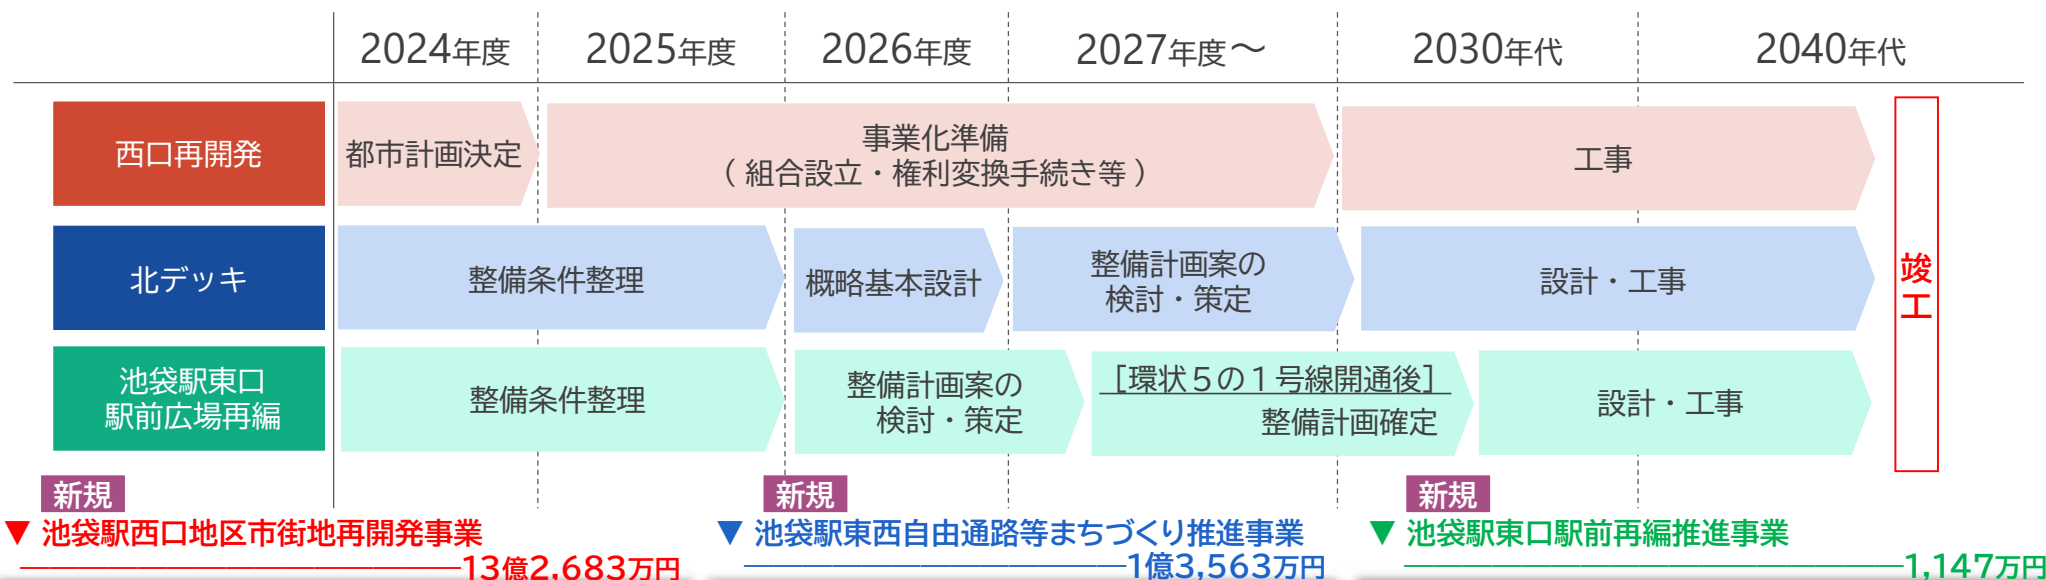 2024年度 2025年度 2026年度 2027年度～ 2030年代 2040年代
西口再開発
都市計画決定
事業化準備
（ 組合設立・権利変換手続き等 ）
工事
北デッキ
整備条件整理
概略基本設計
整備計画案の
検討・策定
設計・工事
池袋駅東口
駅前広場再編
整備条件整理
整備計画案の
検討・策定
［環状５の１号線開通後］
整備計画確定
設計・工事
竣工
新規
▼ 池袋駅西口地区市街地再開発事業
13億2,683万円
新規
▼ 池袋駅東西自由通路等まちづくり推進事業
1億3,563万円
新規
▼ 池袋駅東口駅前再編推進事業
1,147万円